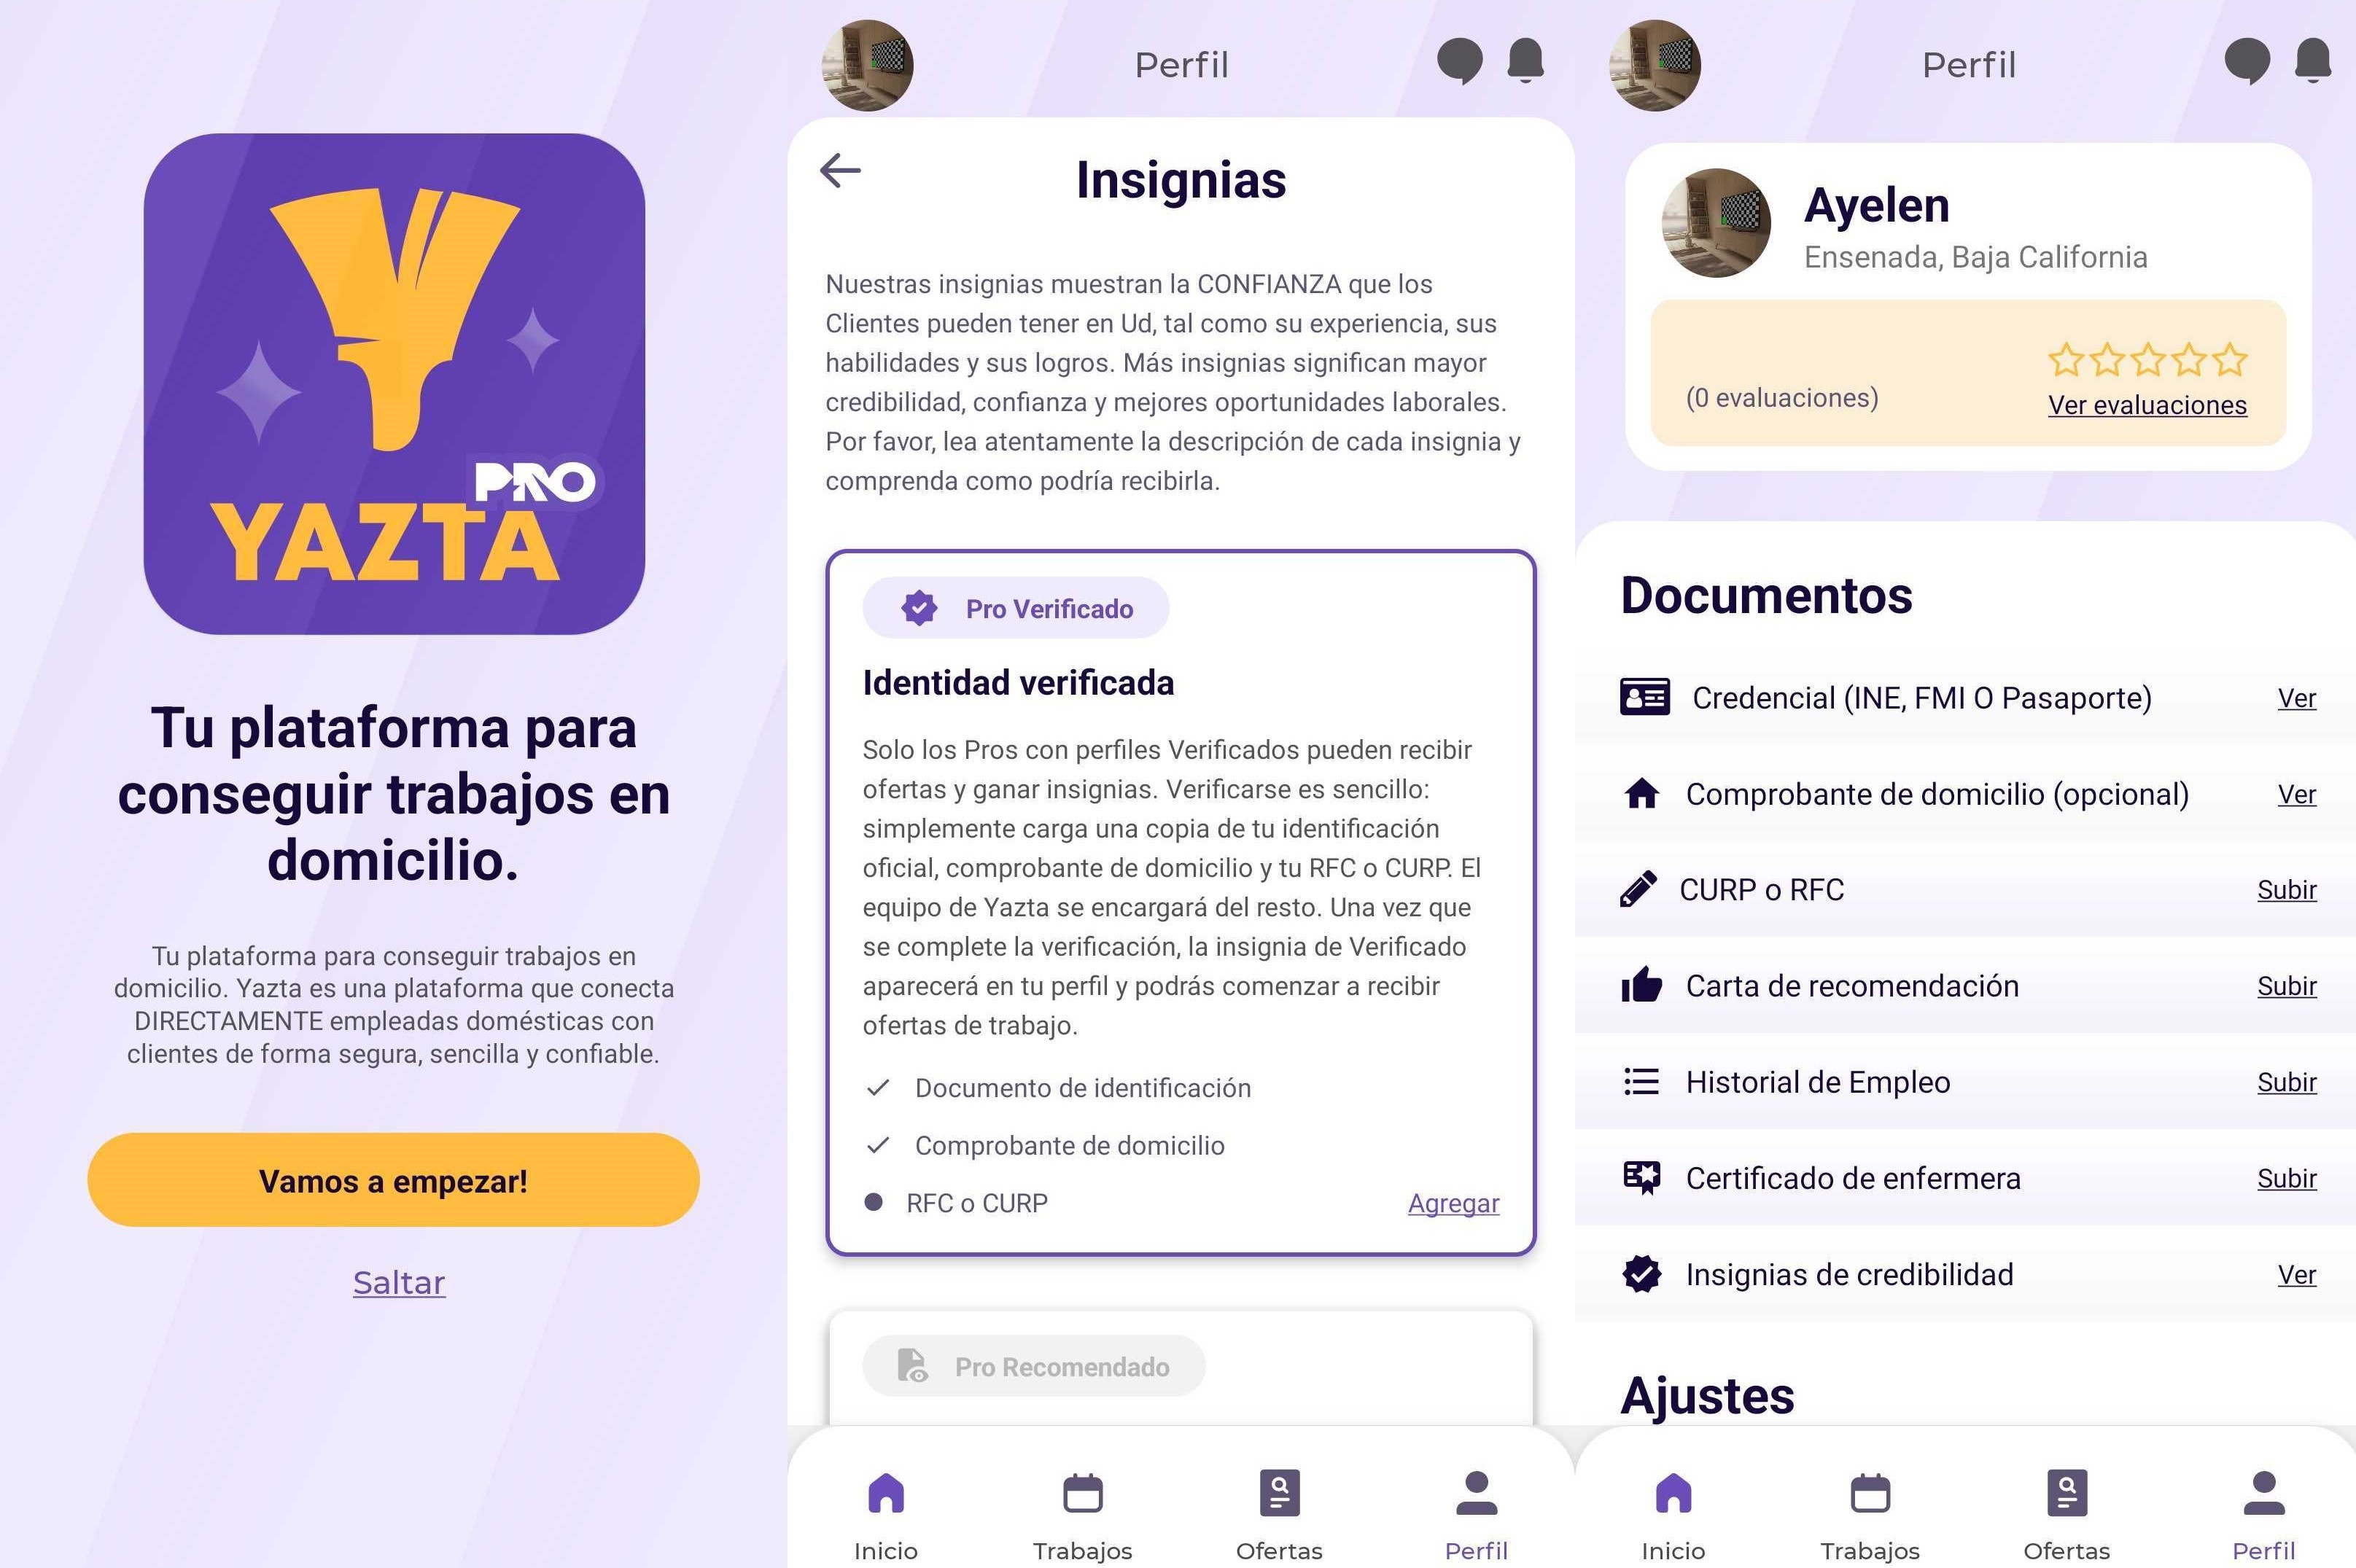 PRO
YAZTA
Tu plataforma para
conseguir trabajos en
domicilio.
Tu plataforma para conseguir trabajos en
domicilio. Yazta es una plataforma que conecta
DIRECTAMENTE empleadas domésticas con
clientes de forma segura, sencilla y confiable.
Vamos a empezar!
Saltar
Perfil
Insignias
Nuestras insignias muestran la CONFIANZA que los
Clientes pueden tener en Ud, tal como su experiencia, sus
habilidades y sus logros. Más insignias significan mayor
credibilidad, confianza y mejores oportunidades laborales.
Por favor, lea atentamente la descripción de cada insignia y
comprenda como podría recibirla.
Pro Verificado
Identidad verificada
Solo los Pros con perfiles Verificados pueden recibir
ofertas y ganar insignias. Verificarse es sencillo:
simplemente carga una copia de tu identificación
oficial, comprobante de domicilio y tu RFC o CURP. El
equipo de Yazta se encargará del resto. Una vez que
se complete la verificación, la insignia de Verificado
aparecerá en tu perfil y podrás comenzar a recibir
ofertas de trabajo.
Documento de identificación
Comprobante de domicilio
RFC o CURP Agregar
Pro Recomendado
Inicio Trabajos Ofertas Perfil
Perfil
Ayelen
Ensenada, Baja California
(0 evaluaciones)
Ver evaluaciones
Documentos
Credencial (INE, FMI O Pasaporte) Ver
Comprobante de domicilio (opcional) Ver
CURP o RFC Subir
Carta de recomendación Subir
Historial de Empleo Subir
Certificado de enfermera Subir
Insignias de credibilidad Ver
Ajustes
Inicio Trabajos Ofertas Perfil